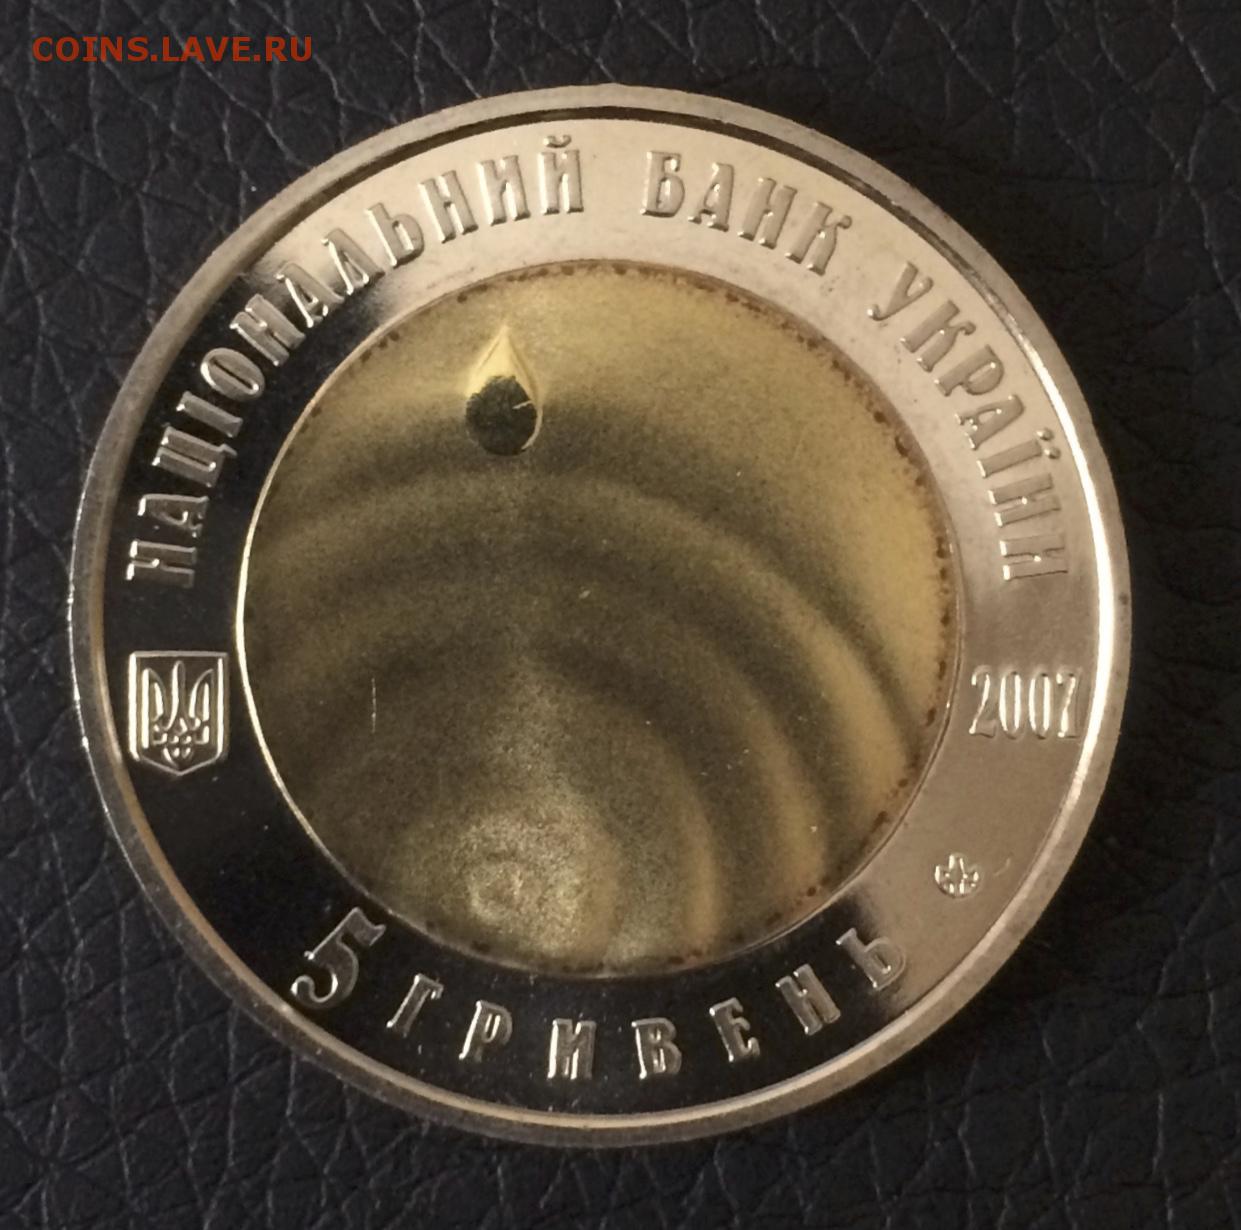 COINS.LAVE.RU
НАЦІОНАЛЬНИЙ БАНК УКРАЇНИ
2007
5 ГРИВЕНЬ